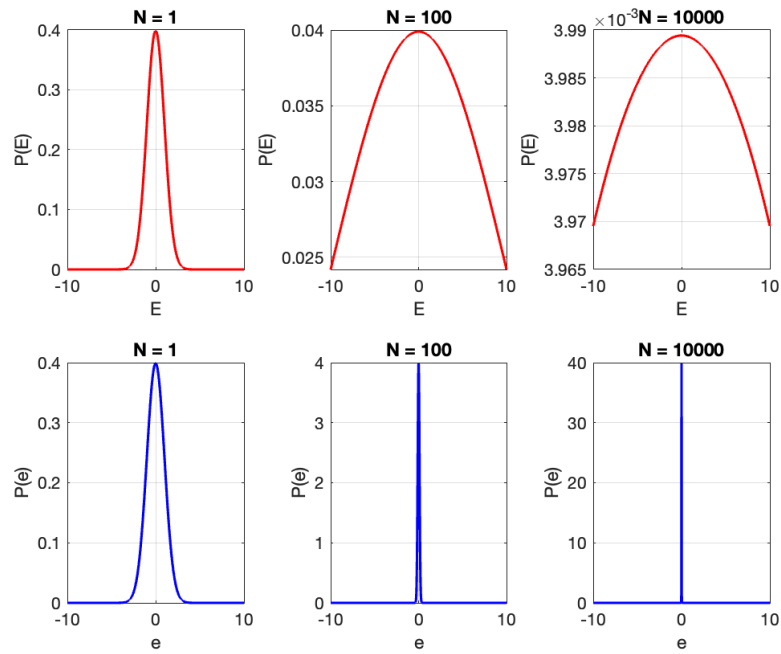 N = 1
0.4
0.3
0.2
0.1
0
P(E)
-10
0
10
E
N = 100
0.04
0.035
0.03
0.025
P(E)
-10
0
10
E
N = 10000
×10⁻³
3.99
3.985
3.98
3.975
3.97
3.965
P(E)
-10
0
10
E
N = 1
0.4
0.3
0.2
0.1
0
P(e)
-10
0
10
e
N = 100
4
3
2
1
0
P(e)
-10
0
10
e
N = 10000
40
30
20
10
0
P(e)
-10
0
10
e